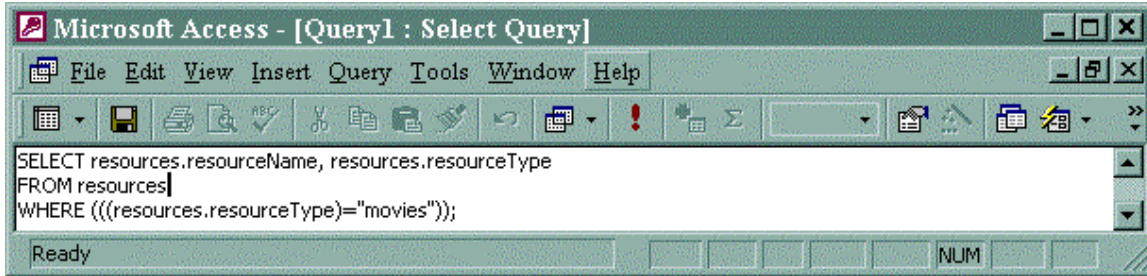 Microsoft Access - [Query1 : Select Query]
File Edit View Insert Query Tools Window Help
ABC
SELECT resources.resourceName, resources.resourceType
FROM resources
WHERE (((resources.resourceType)="movies"));
Ready NUM